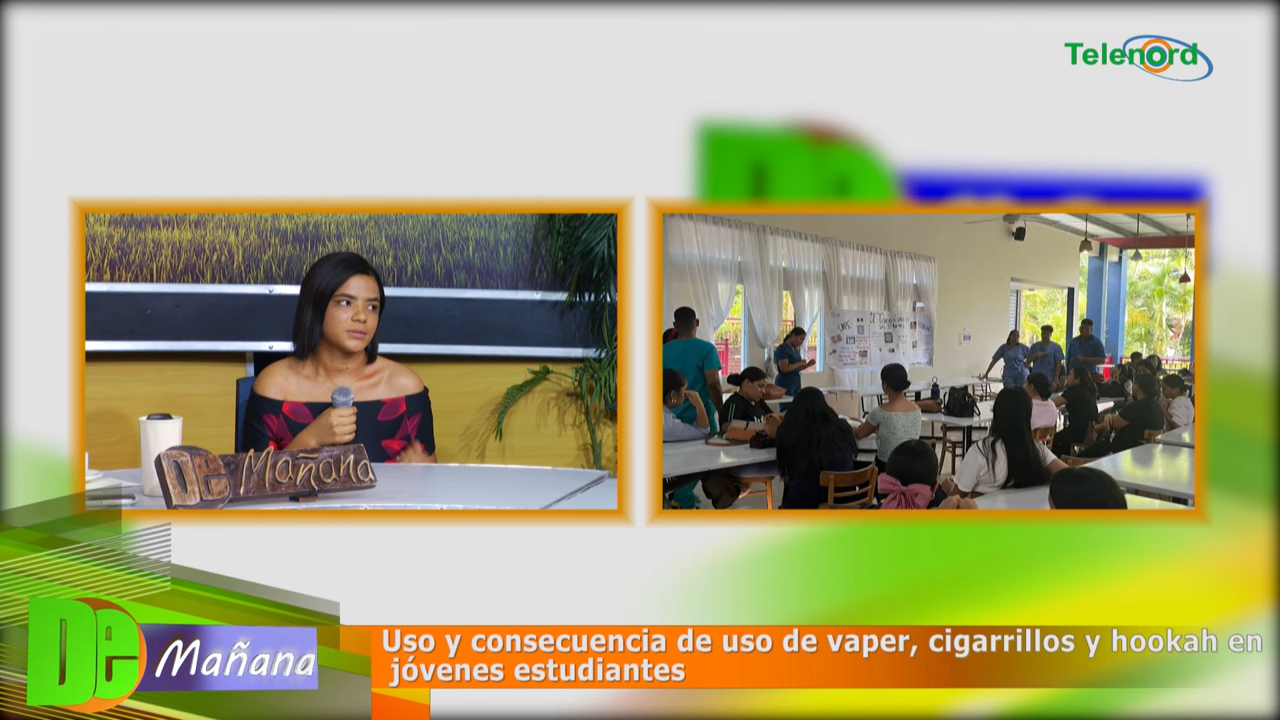 Telenord
De Mañana
Uso y consecuencia de uso de vaper, cigarrillos y hookah en
jóvenes estudiantes
De Mañana